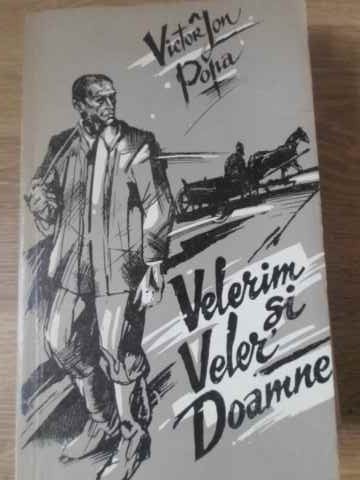 Victor Ion
Popa
Velerim
și
Veler
Doamne